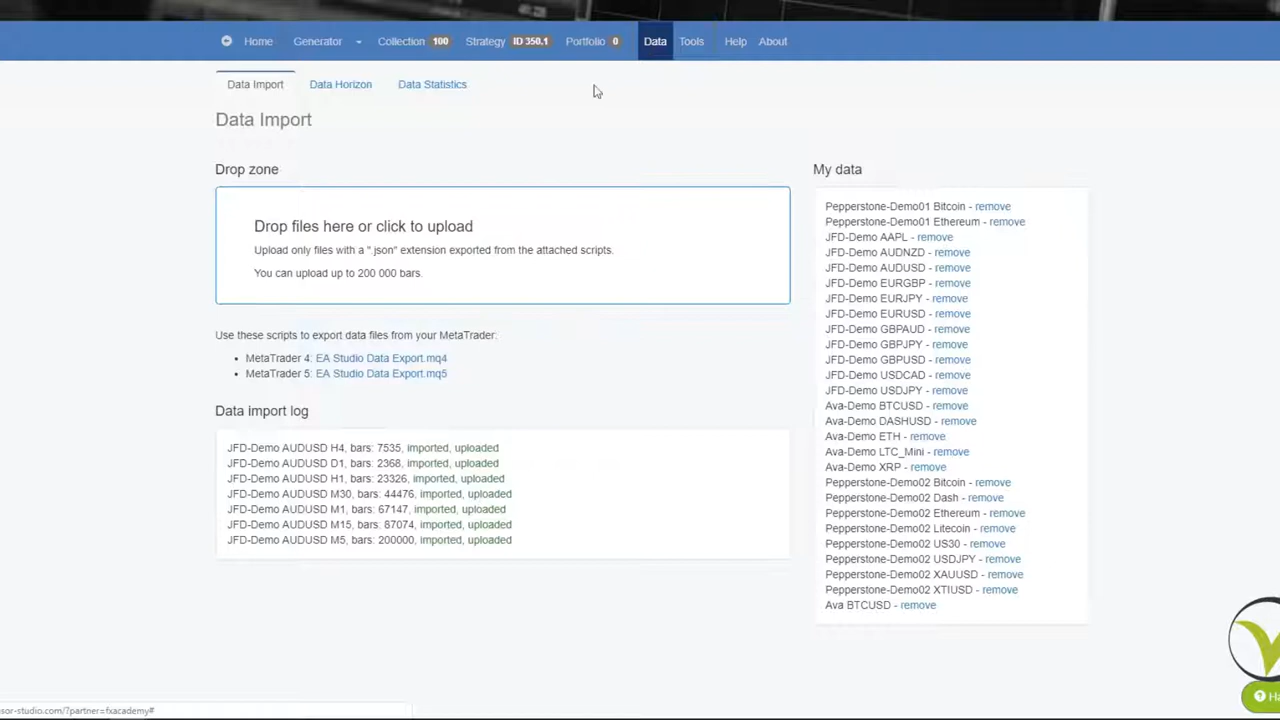 Home Generator Collection 100 Strategy ID 350.1 Portfolio 0 Data Tools Help About
Data Import Data Horizon Data Statistics
Data Import
Drop zone
Drop files here or click to upload
Upload only files with a ".json" extension exported from the attached scripts.
You can upload up to 200 000 bars.
Use these scripts to export data files from your MetaTrader:
• MetaTrader 4: EA Studio Data Export.mq4
• MetaTrader 5: EA Studio Data Export.mq5
Data import log
JFD-Demo AUDUSD H4, bars: 7535, imported, uploaded
JFD-Demo AUDUSD D1, bars: 2368, imported, uploaded
JFD-Demo AUDUSD H1, bars: 23326, imported, uploaded
JFD-Demo AUDUSD M30, bars: 44476, imported, uploaded
JFD-Demo AUDUSD M1, bars: 67147, imported, uploaded
JFD-Demo AUDUSD M15, bars: 87074, imported, uploaded
JFD-Demo AUDUSD M5, bars: 200000, imported, uploaded
My data
Pepperstone-Demo01 Bitcoin - remove
Pepperstone-Demo01 Ethereum - remove
JFD-Demo AAPL - remove
JFD-Demo AUDNZD - remove
JFD-Demo AUDUSD - remove
JFD-Demo EURGBP - remove
JFD-Demo EURJPY - remove
JFD-Demo EURUSD - remove
JFD-Demo GBPAUD - remove
JFD-Demo GBPJPY - remove
JFD-Demo GBPUSD - remove
JFD-Demo USDCAD - remove
JFD-Demo USDJPY - remove
Ava-Demo BTCUSD - remove
Ava-Demo DASHUSD - remove
Ava-Demo ETH - remove
Ava-Demo LTC_Mini - remove
Ava-Demo XRP - remove
Pepperstone-Demo02 Bitcoin - remove
Pepperstone-Demo02 Dash - remove
Pepperstone-Demo02 Ethereum - remove
Pepperstone-Demo02 Litecoin - remove
Pepperstone-Demo02 US30 - remove
Pepperstone-Demo02 USDJPY - remove
Pepperstone-Demo02 XAUUSD - remove
Pepperstone-Demo02 XTIUSD - remove
Ava BTCUSD - remove
sor-studio.com/?partner=fxacademy#